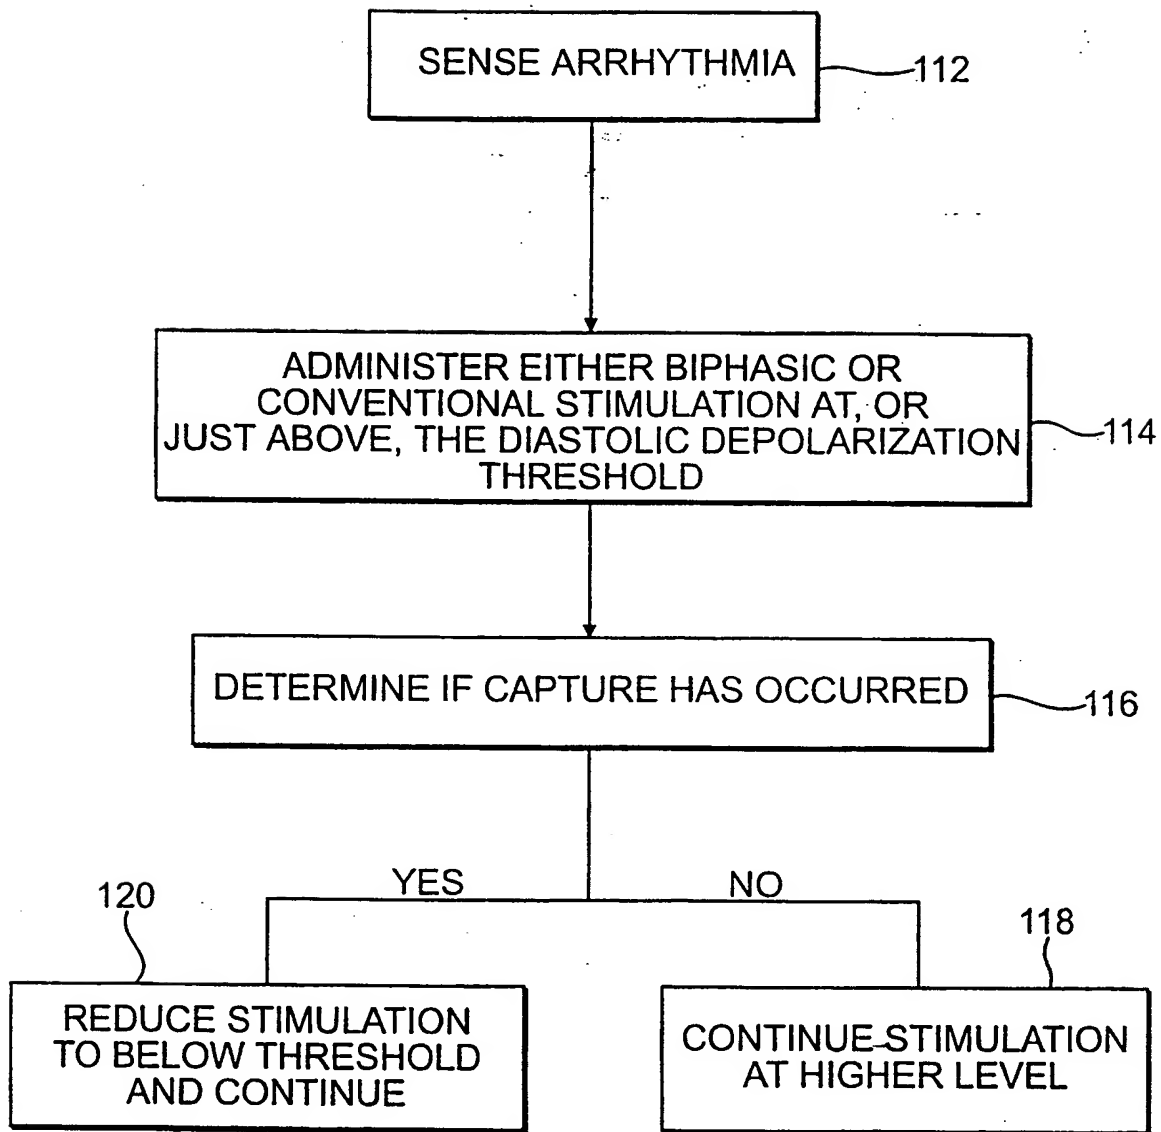 SENSE ARRHYTHMIA
112
ADMINISTER EITHER BIPHASIC OR
CONVENTIONAL STIMULATION AT, OR
JUST ABOVE, THE DIASTOLIC DEPOLARIZATION
THRESHOLD
114
DETERMINE IF CAPTURE HAS OCCURRED
116
YES
NO
120
118
REDUCE STIMULATION
TO BELOW THRESHOLD
AND CONTINUE
CONTINUE STIMULATION
AT HIGHER LEVEL